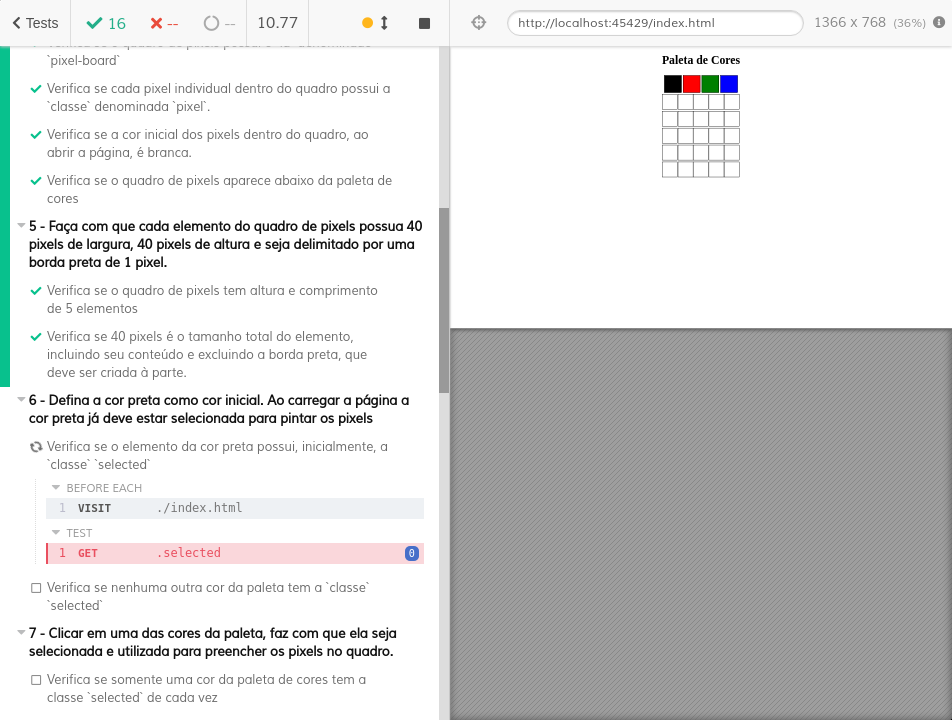 Tests
16
--
--
10.77
http://localhost:45429/index.html
1366 x 768 (36%)
`pixel-board`
Verifica se cada pixel individual dentro do quadro possui a
`classe` denominada `pixel`.
Verifica se a cor inicial dos pixels dentro do quadro, ao
abrir a página, é branca.
Verifica se o quadro de pixels aparece abaixo da paleta de
cores
5 - Faça com que cada elemento do quadro de pixels possua 40
pixels de largura, 40 pixels de altura e seja delimitado por uma
borda preta de 1 pixel.
Verifica se o quadro de pixels tem altura e comprimento
de 5 elementos
Verifica se 40 pixels é o tamanho total do elemento,
incluindo seu conteúdo e excluindo a borda preta, que
deve ser criada à parte.
6 - Defina a cor preta como cor inicial. Ao carregar a página a
cor preta já deve estar selecionada para pintar os pixels
Verifica se o elemento da cor preta possui, inicialmente, a
`classe` `selected`
BEFORE EACH
1 VISIT ./index.html
TEST
1 GET .selected 0
Verifica se nenhuma outra cor da paleta tem a `classe`
`selected`
7 - Clicar em uma das cores da paleta, faz com que ela seja
selecionada e utilizada para preencher os pixels no quadro.
Verifica se somente uma cor da paleta de cores tem a
classe `selected` de cada vez
Paleta de Cores